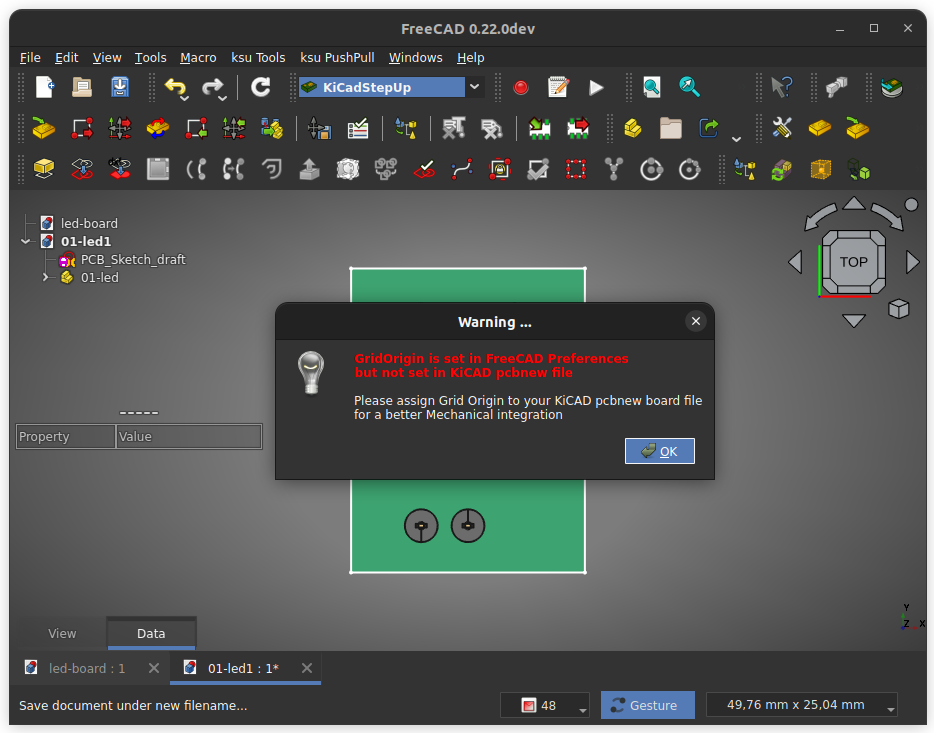 FreeCAD 0.22.0dev
File Edit View Tools Macro ksu Tools ksu PushPull Windows Help
KiCadStepUp
led-board
01-led1
PCB_Sketch_draft
01-led
TOP
Warning ...
GridOrigin is set in FreeCAD Preferences
but not set in KiCAD pcbnew file
Please assign Grid Origin to your KiCAD pcbnew board file
for a better Mechanical integration
OK
Property Value
Y
Z X
View Data
led-board : 1 01-led1 : 1*
Save document under new filename... 48 Gesture 49,76 mm x 25,04 mm